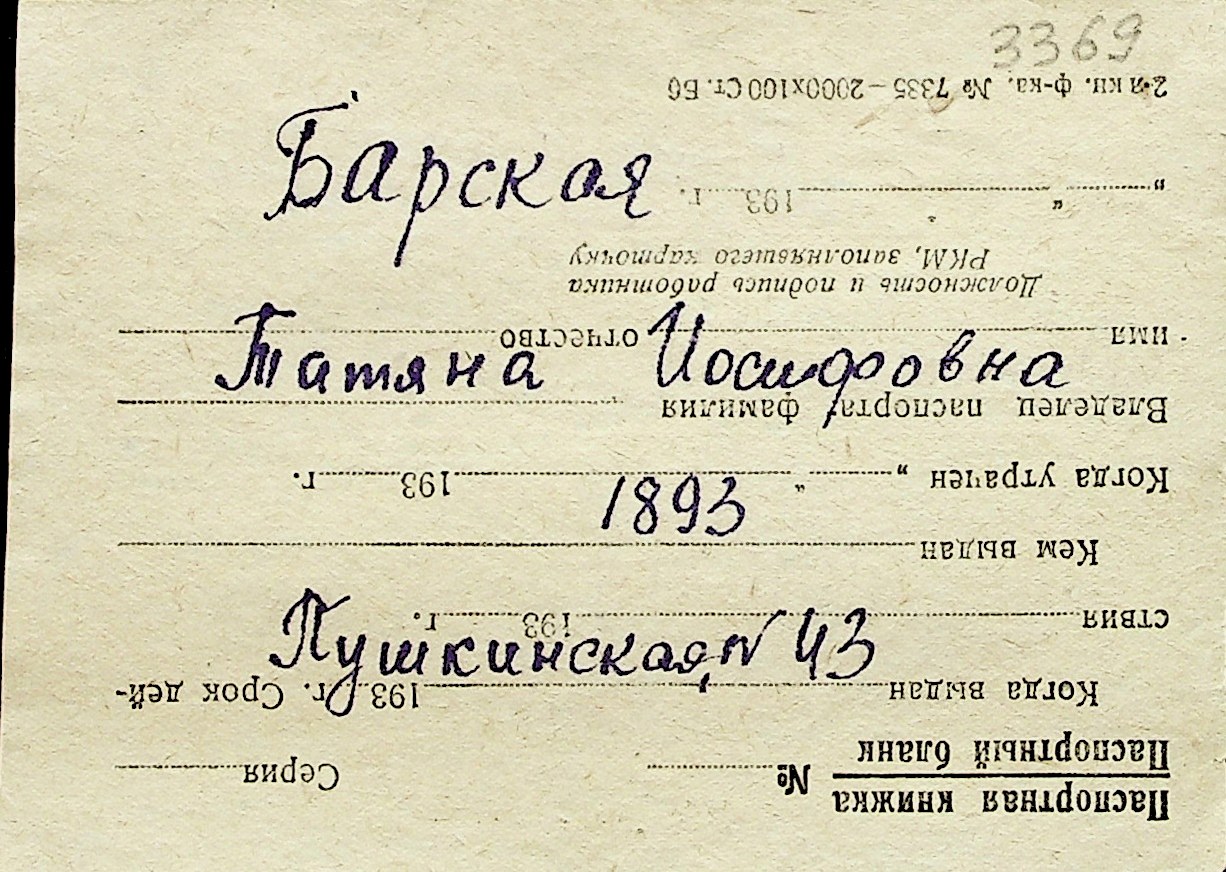 3369
Барская
Татяна Иосифовна
1893
Пушкинская, № 43
Паспортная книжка № Серия
Паспортный бланк
Когда выдан 193 г. Срок дей-
ствия 193 г.
Кем выдан
Когда утрачен „ “ 193 г.
Владелец паспорта: фамилия
имя отчество
Должность и подпись работника
РКМ, заполнявшего карточку
„ “ 193 г.
2-я кн. ф-ка. № 7335—2000х100 Ст. Бб